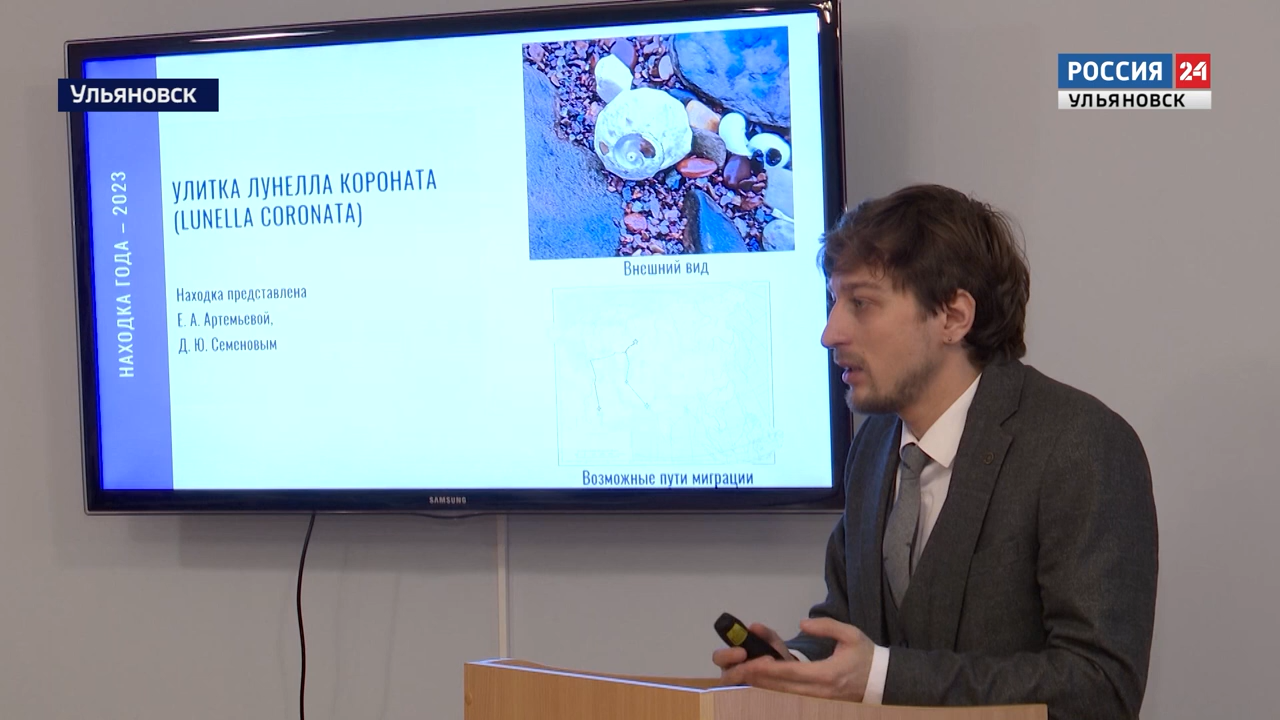 УЛЬЯНОВСК
РОССИЯ 24
УЛЬЯНОВСК
НАХОДКА ГОДА – 2023
УЛИТКА ЛУНЕЛЛА КОРОНАТА
(LUNELLA CORONATA)
Находка представлена
Е. А. Артемьевой,
Д. Ю. Семеновым
Внешний вид
Возможные пути миграции
SAMSUNG